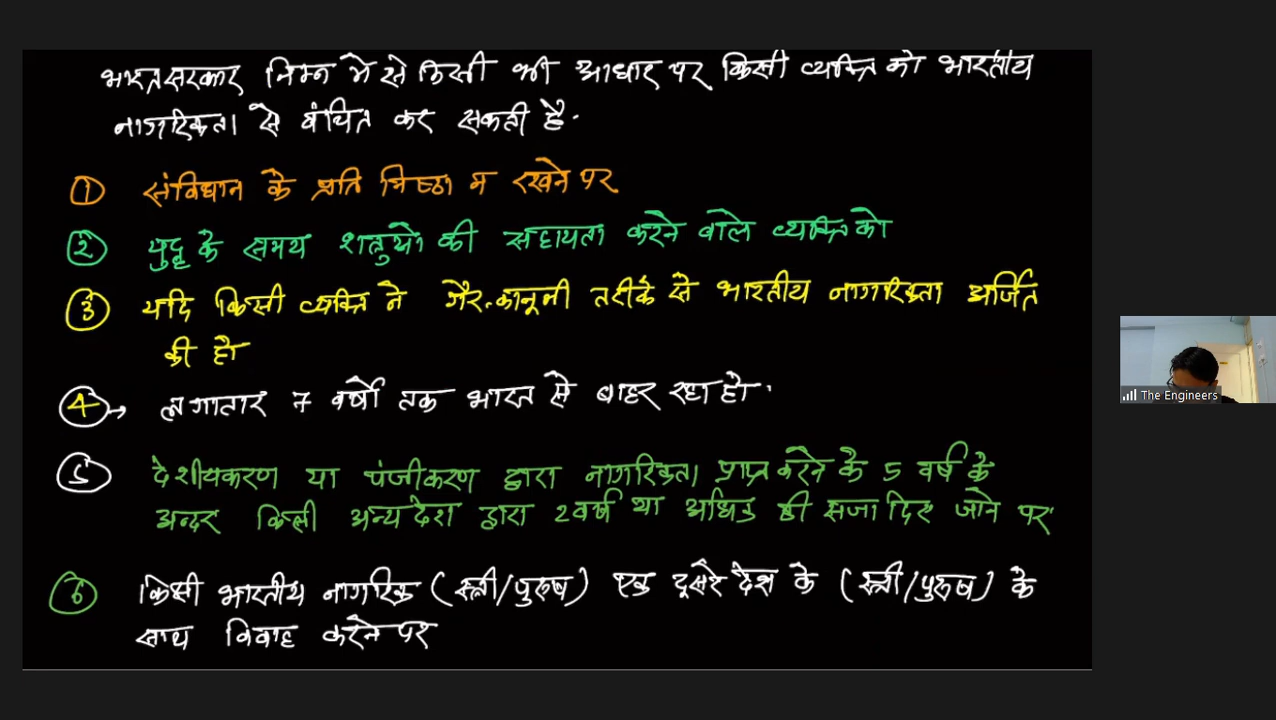 भारत सरकार निम्न में से किसी की आधार पर किसी व्यक्ति को भारतीय
नागरिकता से वंचित कर सकती है.
① संविधान के प्रति निष्ठा न रखने पर
② युद्ध के समय शत्रुओ की सहायता करने वाले व्यक्ति को
③ यदि किसी व्यक्ति ने गैर-कानूनी तरीके से भारतीय नागरिकता अर्जित
की हो
④→ लगातार 7 वर्षो तक भारत से बाहर रहा हो.
⑤ देशीयकरण या पंजीकरण द्वारा नागरिकता प्राप्त करने के 5 वर्ष के
अन्दर किसी अन्य देश द्वारा 2 वर्ष या अधिक की सजा दिए जाने पर
⑥ किसी भारतीय नागरिक (स्त्री/पुरुष) एक दूसरे देश के (स्त्री/पुरुष) के
साथ विवाह करने पर
The Engineers